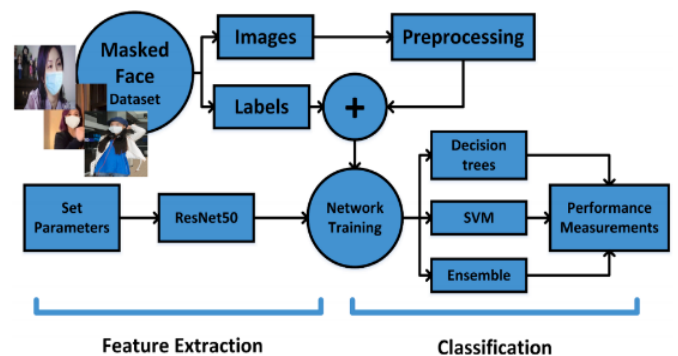 Masked
Face
Dataset
Images
Preprocessing
Labels
+
Set
Parameters
ResNet50
Network
Training
Decision
trees
SVM
Ensemble
Performance
Measurements
Feature Extraction
Classification